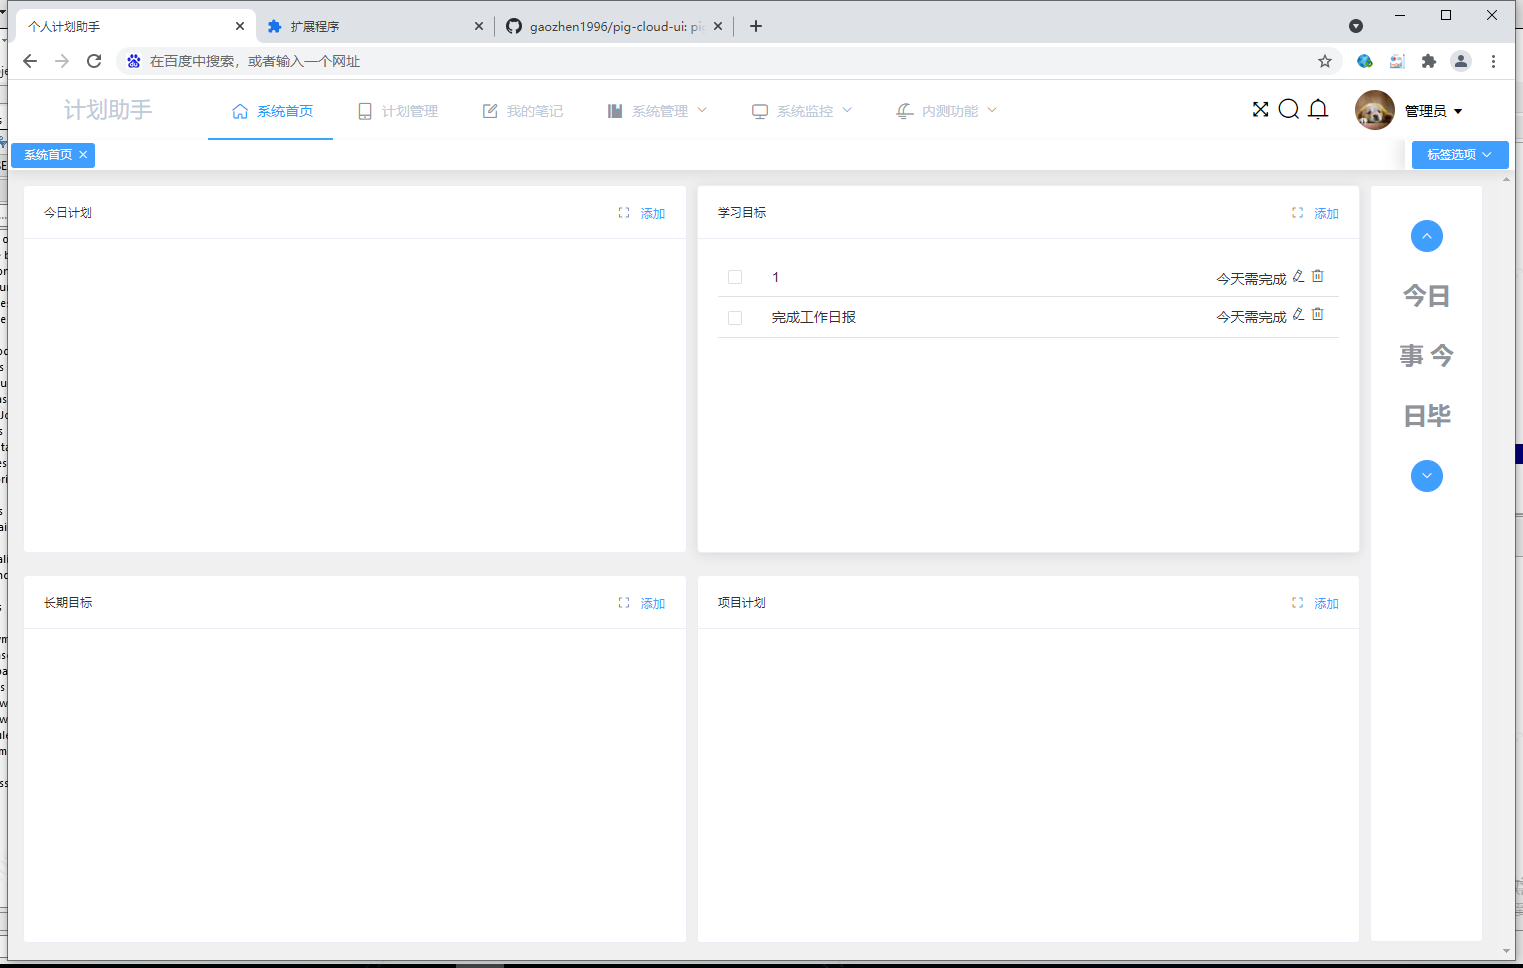 个人计划助手
扩展程序
gaozhen1996/pig-cloud-ui: pi
在百度中搜索，或者输入一个网址
计划助手
系统首页
计划管理
我的笔记
系统管理
系统监控
内测功能
管理员
系统首页
标签选项
今日计划
添加
学习目标
添加
1
今天需完成
完成工作日报
今天需完成
今日
事 今
日毕
长期目标
添加
项目计划
添加